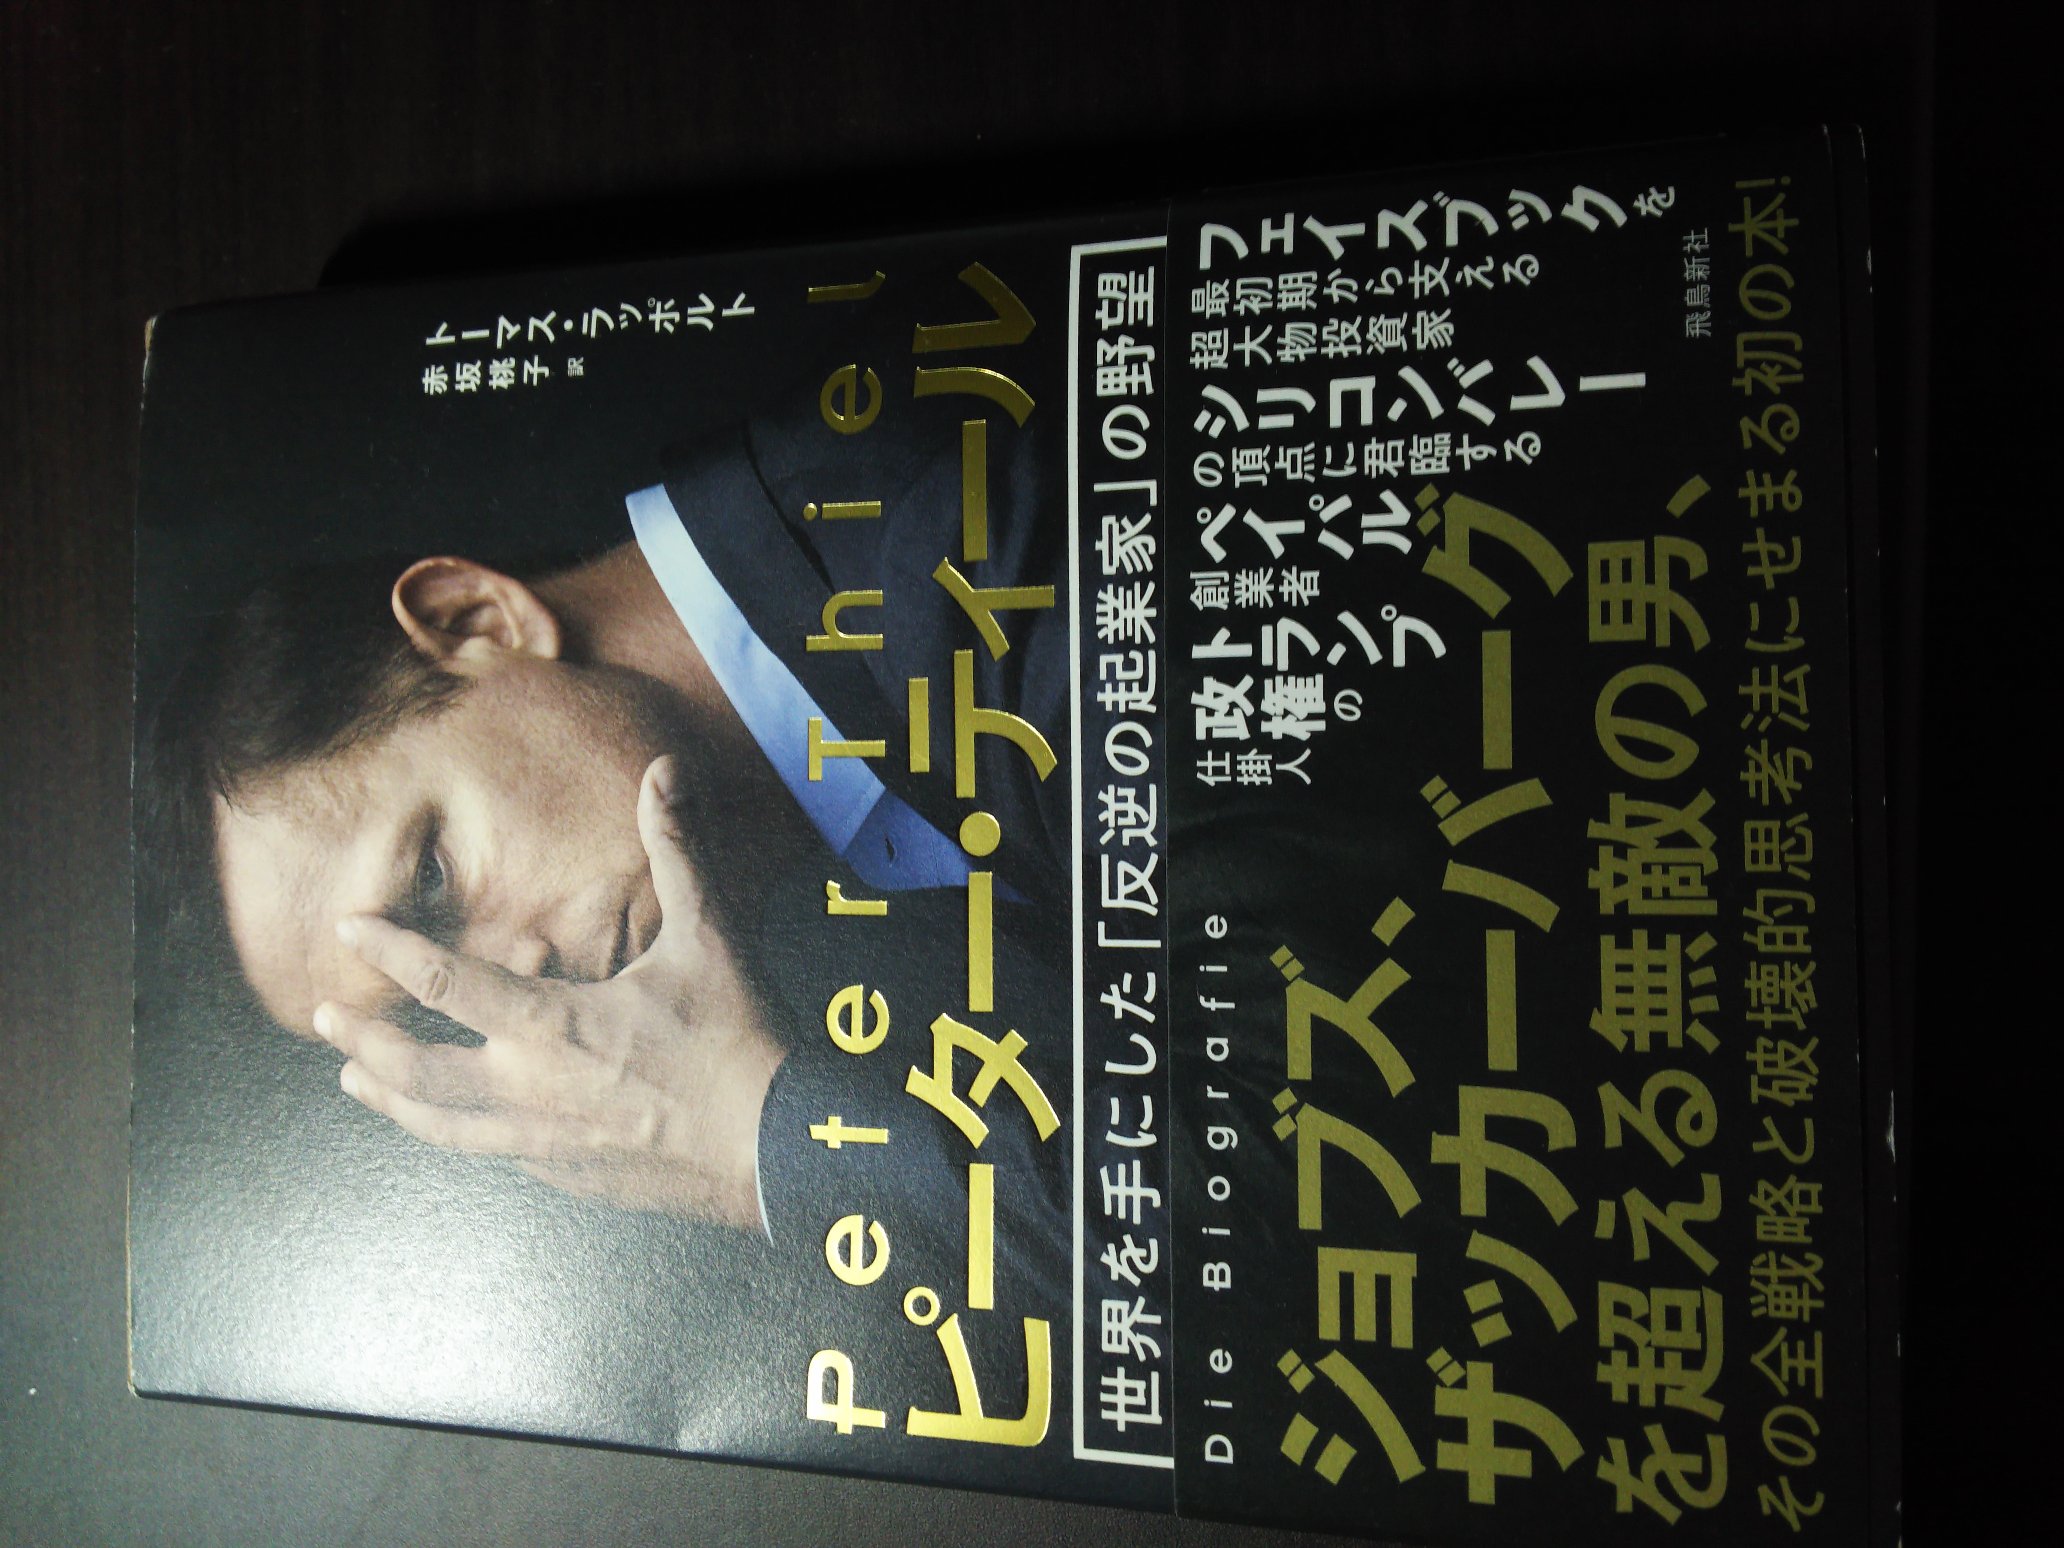 トーマス・ラッポルト
赤坂桃子 訳
Peter Thiel
ピーター・ティール
世界を手にした「反逆の起業家」の野望
Die Biografie
フェイスブックを
最初期から支える
超大物投資家
シリコンバレー
の頂点に君臨する
ペイパル
創業者
トランプ
政権の
仕掛人
ジョブズ、
ザッカーバーグ
を超える無敵の男、
その全戦略と破壊的思考法にせまる初の本!
飛鳥新社